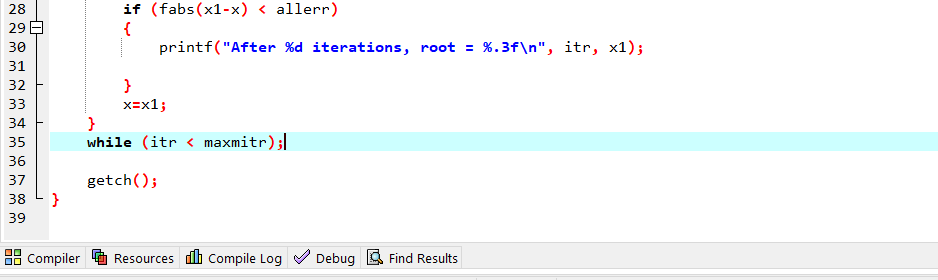 28 if (fabs(x1-x) < allerr)
29 {
30 printf("After %d iterations, root = %.3f\n", itr, x1);
31
32 }
33 x=x1;
34 }
35 while (itr < maxmitr);
36
37 getch();
38 }
39
Compiler Resources Compile Log Debug Find Results